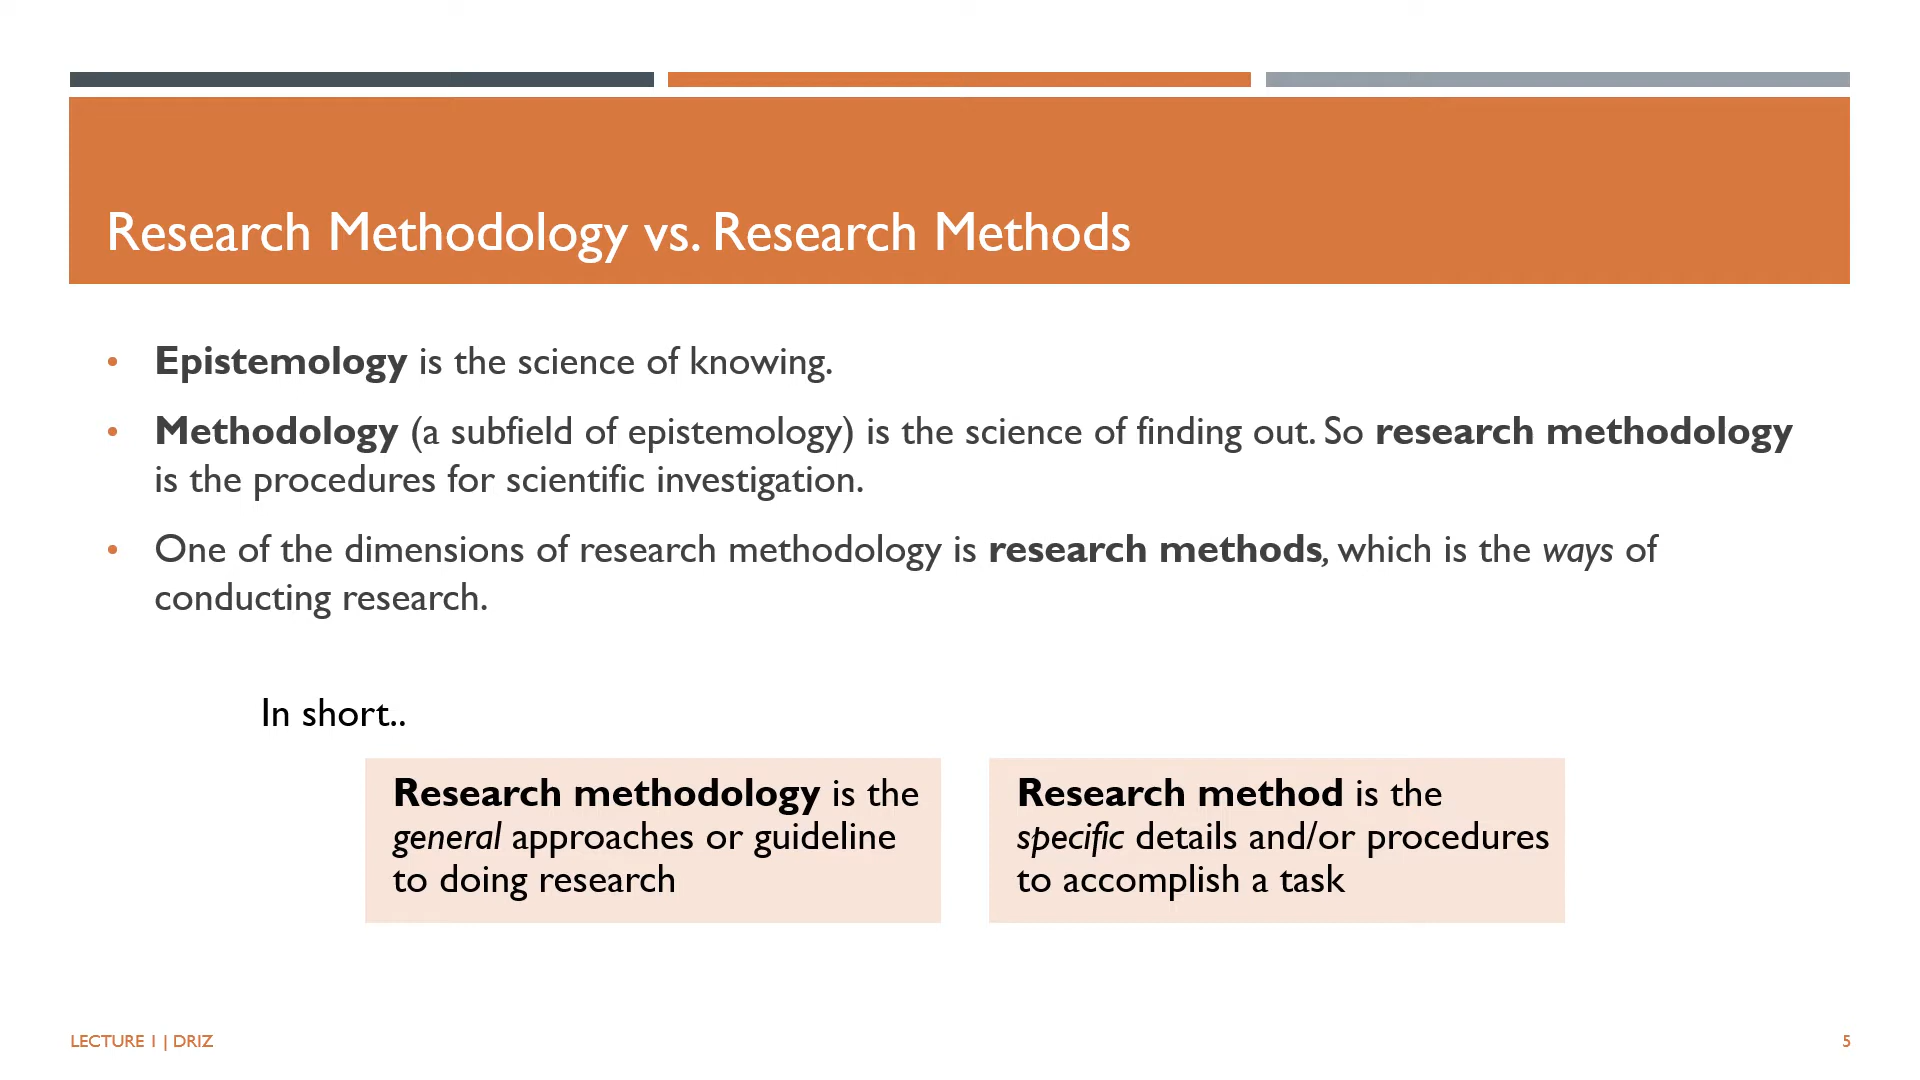 Research Methodology vs. Research Methods
• Epistemology is the science of knowing.
• Methodology (a subfield of epistemology) is the science of finding out. So research methodology
is the procedures for scientific investigation.
• One of the dimensions of research methodology is research methods, which is the ways of
conducting research.
In short..
Research methodology is the
general approaches or guideline
to doing research
Research method is the
specific details and/or procedures
to accomplish a task
LECTURE 1 | DRIZ
5